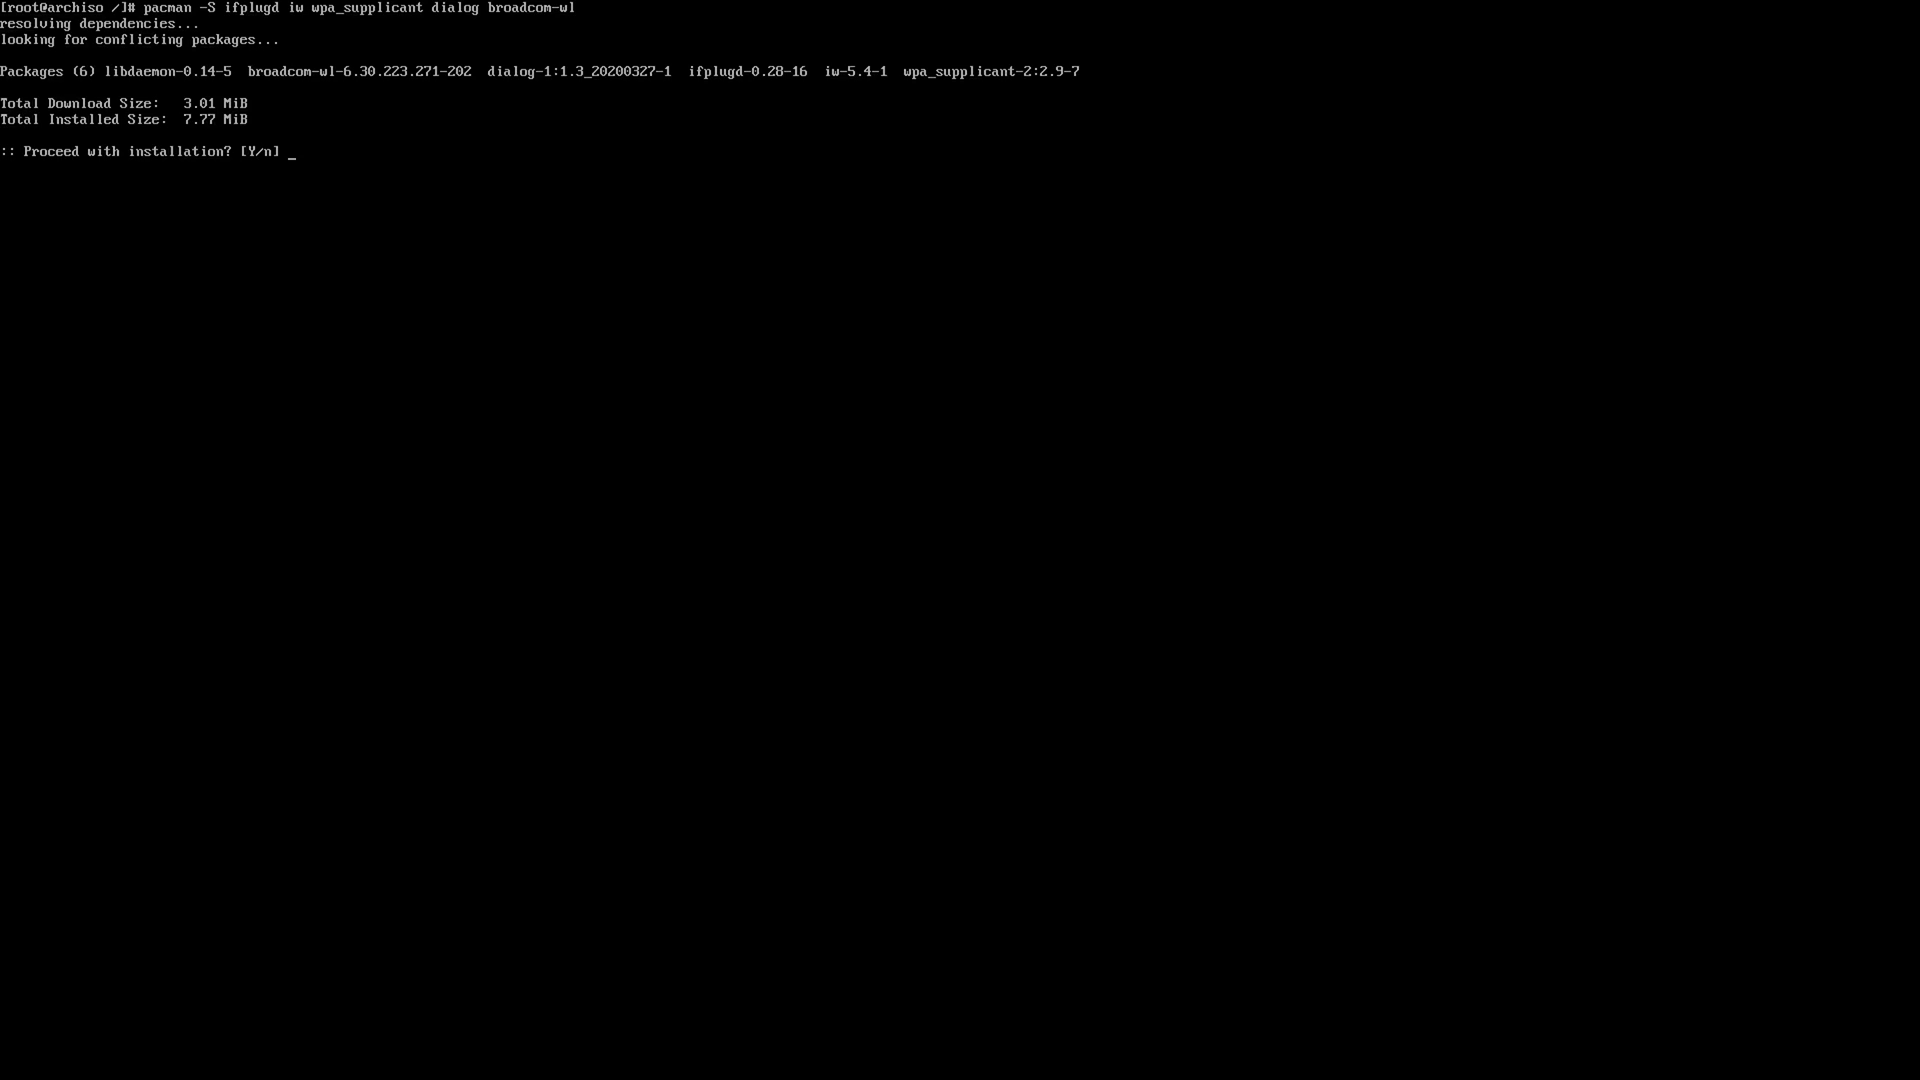 [root@archiso /]# pacman -S ifplugd iw wpa_supplicant dialog broadcom-wl
resolving dependencies...
looking for conflicting packages...
Packages (6) libdaemon-0.14-5  broadcom-wl-6.30.223.271-202  dialog-1:1.3_20200327-1  ifplugd-0.28-16  iw-5.4-1  wpa_supplicant-2:2.9-7
Total Download Size:   3.01 MiB
Total Installed Size:  7.77 MiB
:: Proceed with installation? [Y/n] _